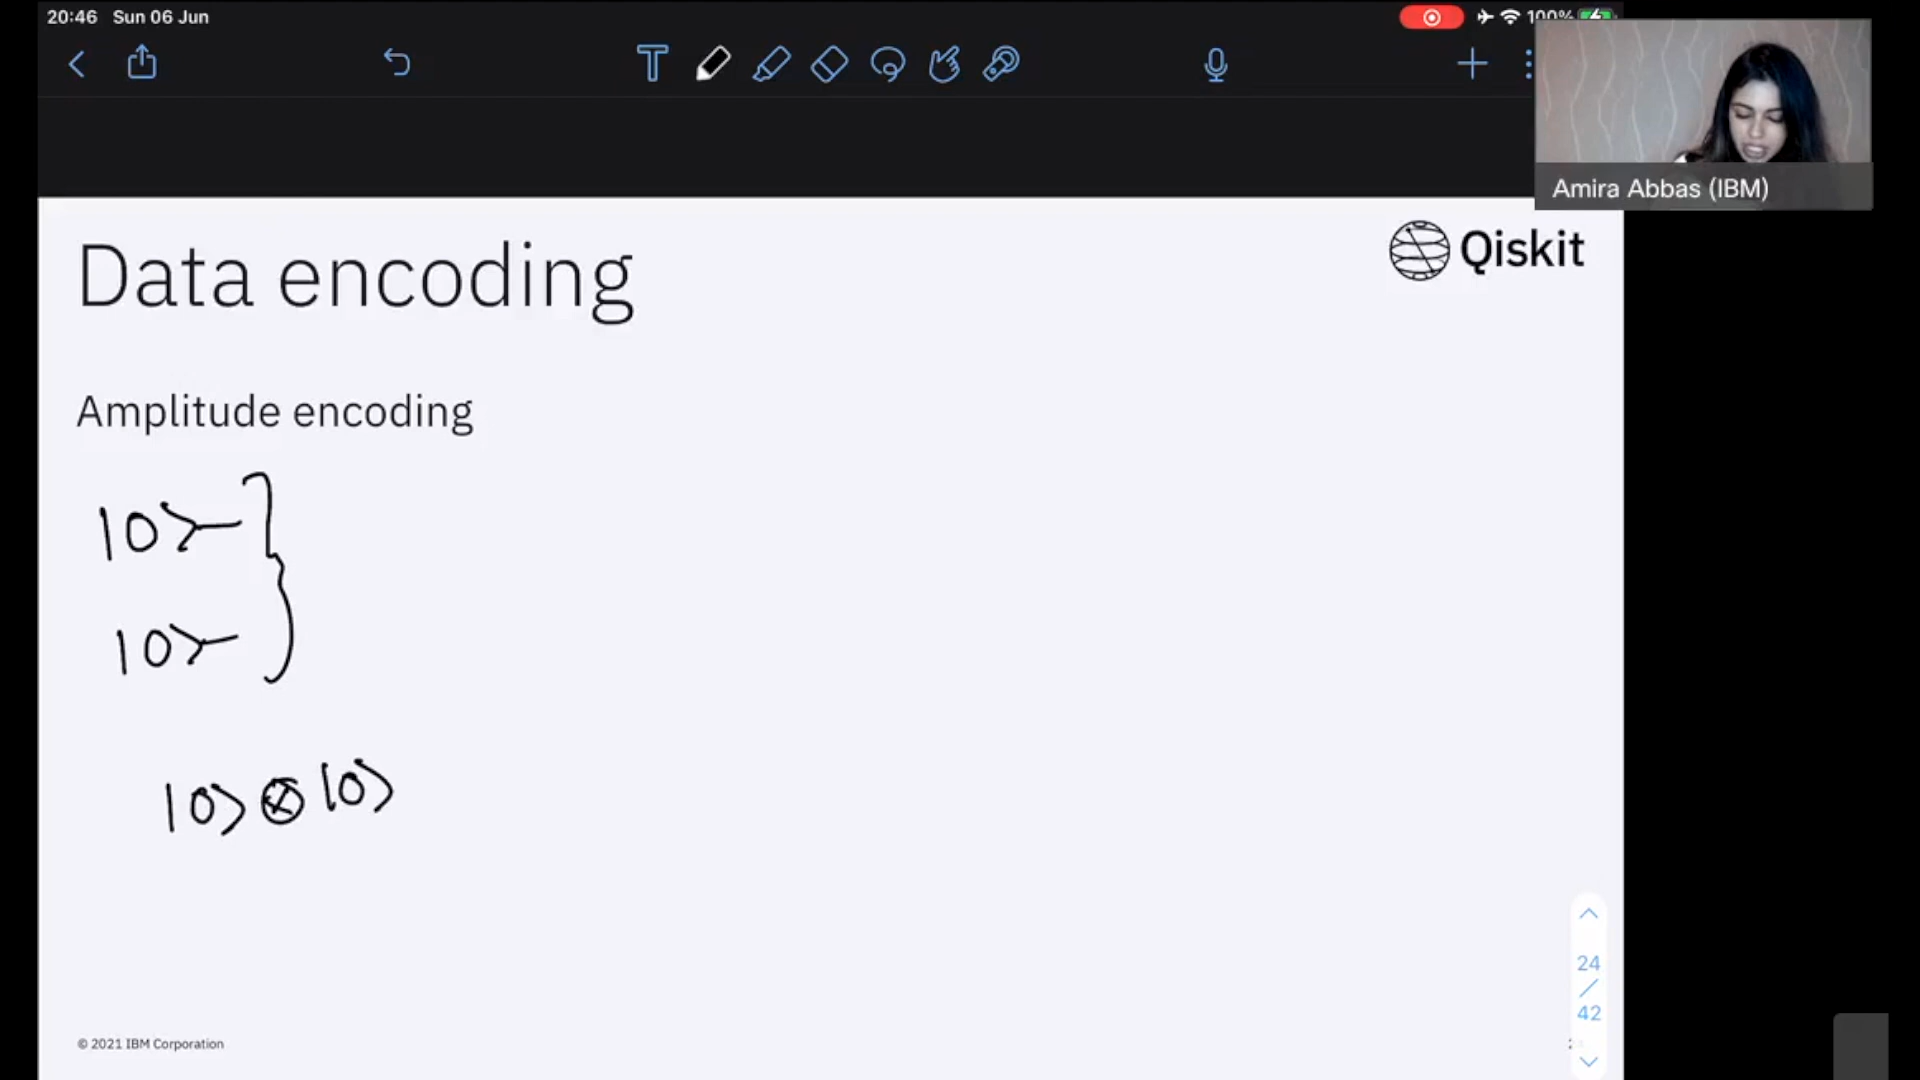 20:46 Sun 06 Jun
100%
Amira Abbas (IBM)
Data encoding
Qiskit
Amplitude encoding
|0⟩
|0⟩
|0⟩ ⊗ |0⟩
24
/
42
© 2021 IBM Corporation